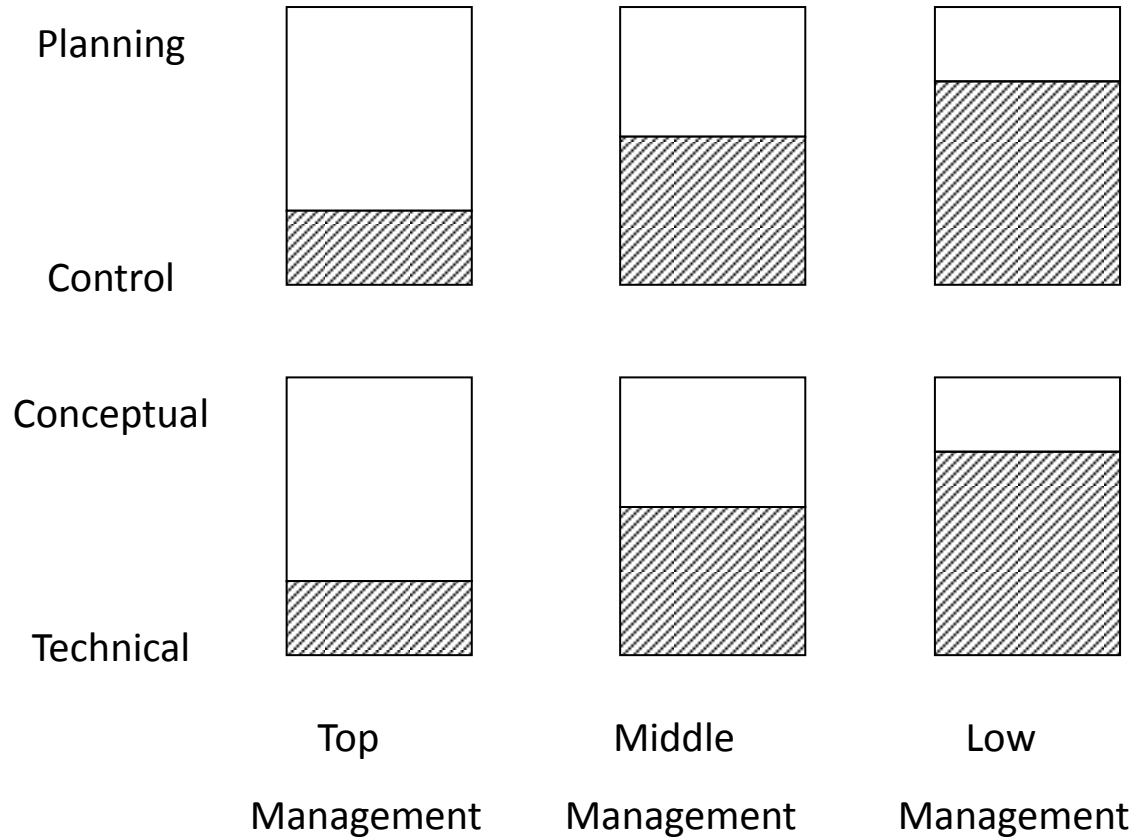 Planning
Control
Conceptual
Technical
Top Middle Low
Management Management Management